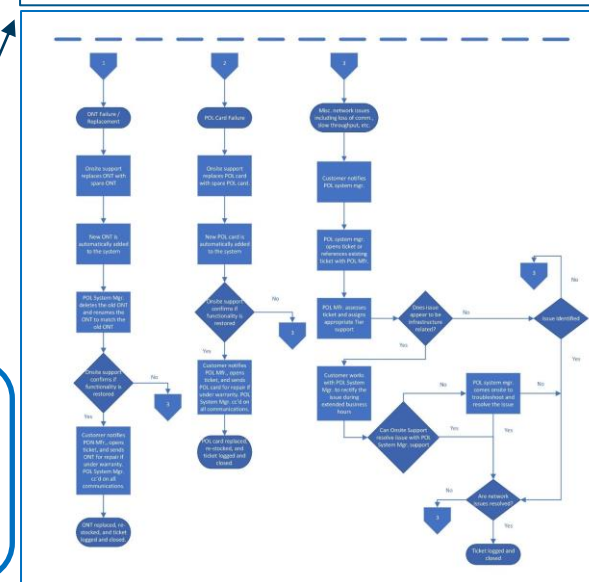 1
ONT Failure /
Replacement
Onsite support
replaces ONT with
spare ONT
New ONT is
automatically added
to the system
POL System Mgr.
deletes the old ONT
and renames the
ONT to match the
old ONT
Onsite support
confirms if
functionality is
restored
No
3
Yes
Customer notifies
PON Mfr., opens
ticket, and sends
ONT for repair if
under warranty, POL
System Mgr. cc'd on
all communications.
ONT replaced, re-
stocked, and ticket
logged and closed.
2
POL Card Failure
Onsite support
replaces POL card
with spare POL card.
New POL card is
automatically added
to the system
Onsite support
confirms if
functionality is
restored
No
3
Yes
Customer notifies
POL Mfr., opens
ticket, and sends
POL card for repair if
under warranty. POL
System Mgr. cc'd on
all communications.
POL card replaced,
re-stocked, and
ticket logged and
closed.
Misc. network issues
including loss of comm.,
slow throughput, etc.
Customer notifies
POL system mgr.
POL system mgr.
opens ticket or
references existing
ticket with POL Mfr.
POL Mfr. assesses
ticket and assigns
appropriate Tier
support
Does issue
appear to be
infrastructure
related?
No
Issue Identified
No
3
Yes
Yes
Customer works
with POL System
Mgr. to rectify the
issue during
extended business
hours
Can Onsite Support
resolve issue with POL
System Mgr. support
No
POL system mgr.
comes onsite to
troubleshoot and
resolve the issue
No
Yes
Yes
Are network
issues resolved?
No
3
Yes
Ticket logged and
closed